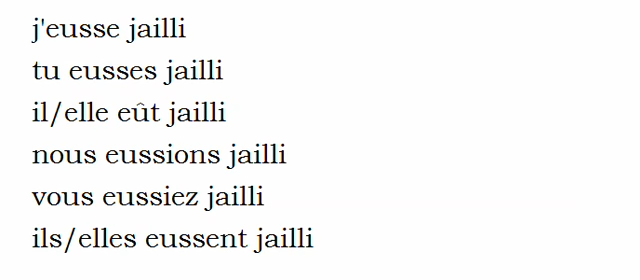 j'eusse jailli
tu eusses jailli
il/elle eût jailli
nous eussions jailli
vous eussiez jailli
ils/elles eussent jailli